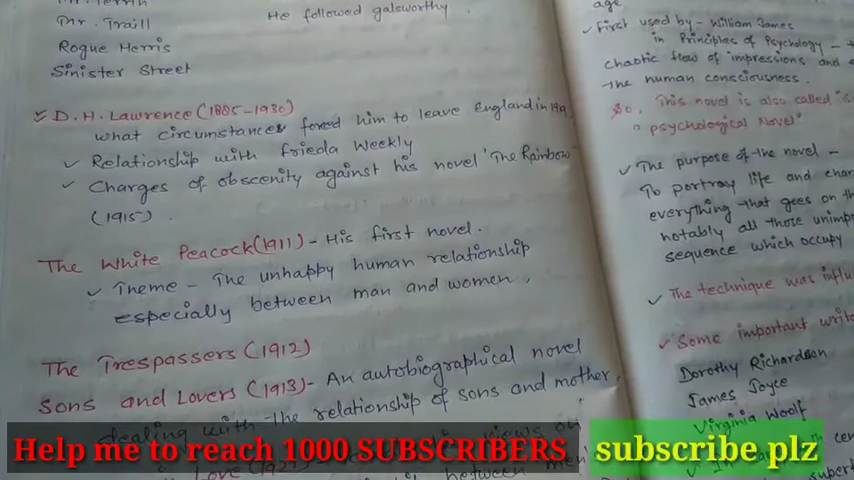 Mr. Traill
He followed galsworthy.
Rogue Herris
Sinister Street
D. H. Lawrence (1885-1930)
what circumstances forced him to leave England in 19
Relationship with Frieda Weekly
Charges of obscenity against his novel 'The Rainbow'
(1915).
The White Peacock (1911) - His first novel.
Theme - The unhappy human relationship
especially between man and women.
The Trespassers (1912)
Sons and Lovers (1913) - An autobiographical novel
dealing with the relationship of sons and mother.
views on
Love
between men
age
First used by - William James
in Principles of Psychology -
chaotic flow of impressions and
the human consciousness.
So, This novel is also called
"psychological Novel"
The purpose of the novel -
To portray life and
everything that goes on
notably all those
sequence which occupy
The technique was
Some important
Dorothy Richardson
James Joyce
Virginia Woolf
Help me to reach 1000 SUBSCRIBERS
subscribe plz